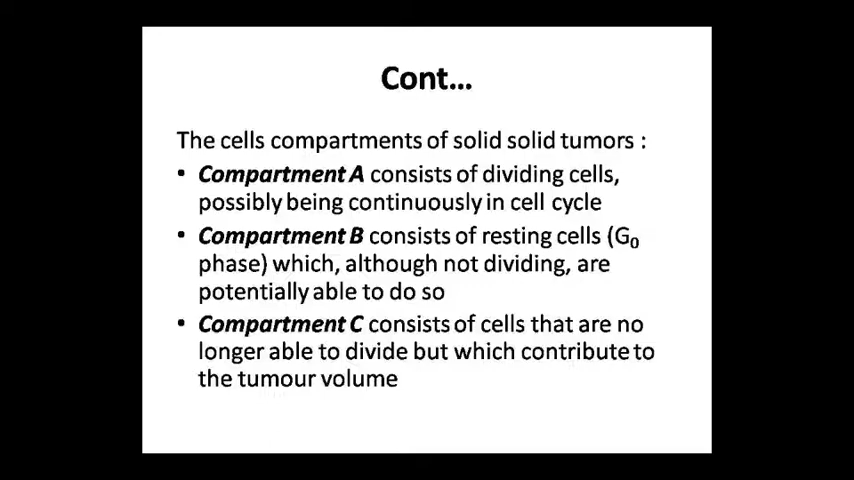 Cont...
The cells compartments of solid solid tumors :
• Compartment A consists of dividing cells,
possibly being continuously in cell cycle
• Compartment B consists of resting cells (G₀
phase) which, although not dividing, are
potentially able to do so
• Compartment C consists of cells that are no
longer able to divide but which contribute to
the tumour volume